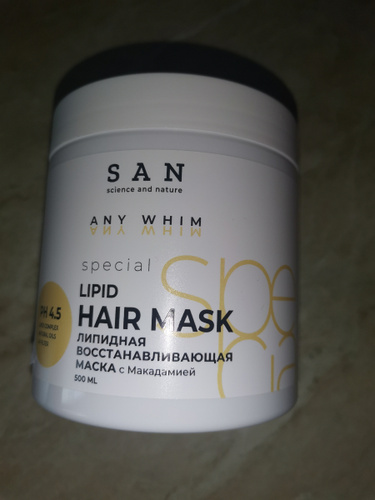 SAN
science and nature
ANY WHIM
ANY WHIM
special
spe
PH 4.5
LIPID
HAIR MASK
ЛИПИДНАЯ
ВОССТАНАВЛИВАЮЩАЯ
МАСКА с Макадамией
500 ML